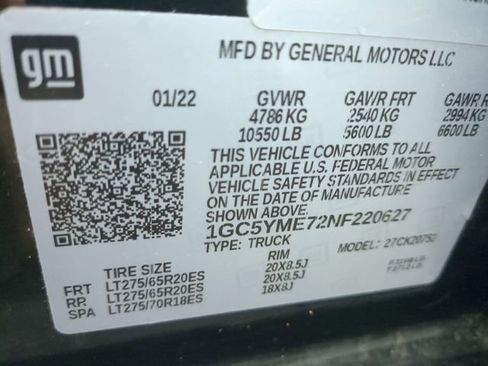 gm
MFD BY GENERAL MOTORS LLC
01/22 GVWR GAWR FRT GAWR R
4786 KG 2540 KG 2994 KG
10550 LB 5600 LB 6600 LB
THIS VEHICLE CONFORMS TO ALL
APPLICABLE U.S. FEDERAL MOTOR
VEHICLE SAFETY STANDARDS IN EFFECT
ON THE DATE OF MANUFACTURE
SHOWN ABOVE.
1GC5YME72NF220627
TYPE: TRUCK MODEL:
TIRE SIZE RIM
FRT LT275/65R20ES 20X8.5J
RR LT275/65R20ES 20X8.5J
SPA LT275/70R18ES 18X8J